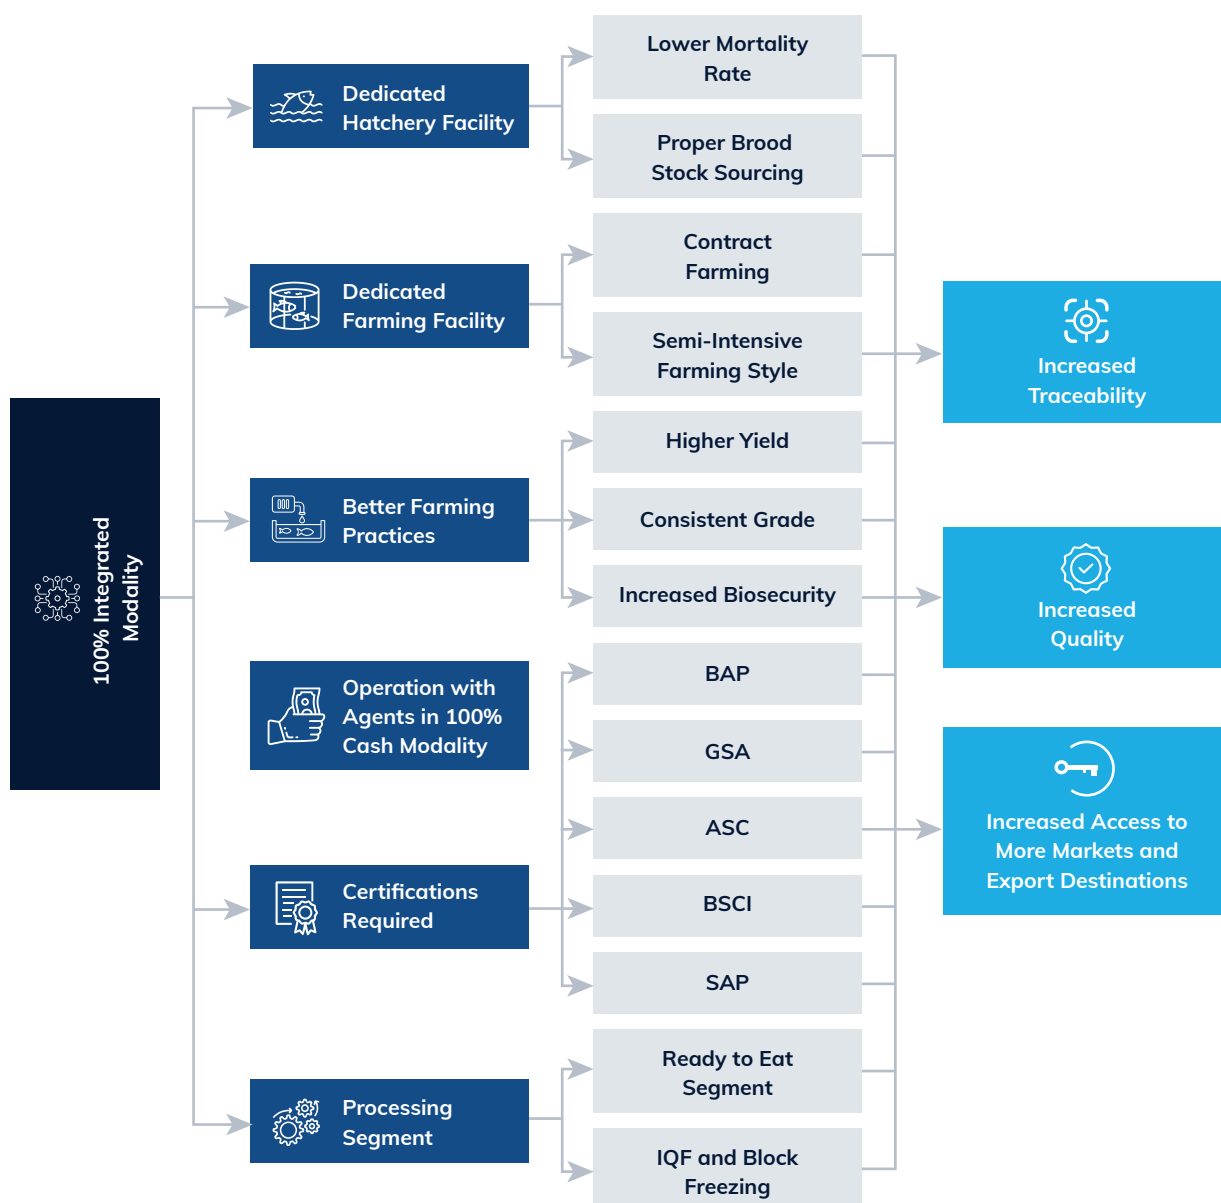 100% Integrated
Modality
Dedicated
Hatchery Facility
Dedicated
Farming Facility
Better Farming
Practices
Operation with
Agents in 100%
Cash Modality
Certifications
Required
Processing
Segment
Lower Mortality
Rate
Proper Brood
Stock Sourcing
Contract
Farming
Semi-Intensive
Farming Style
Higher Yield
Consistent Grade
Increased Biosecurity
BAP
GSA
ASC
BSCI
SAP
Ready to Eat
Segment
IQF and Block
Freezing
Increased
Traceability
Increased
Quality
Increased Access to
More Markets and
Export Destinations